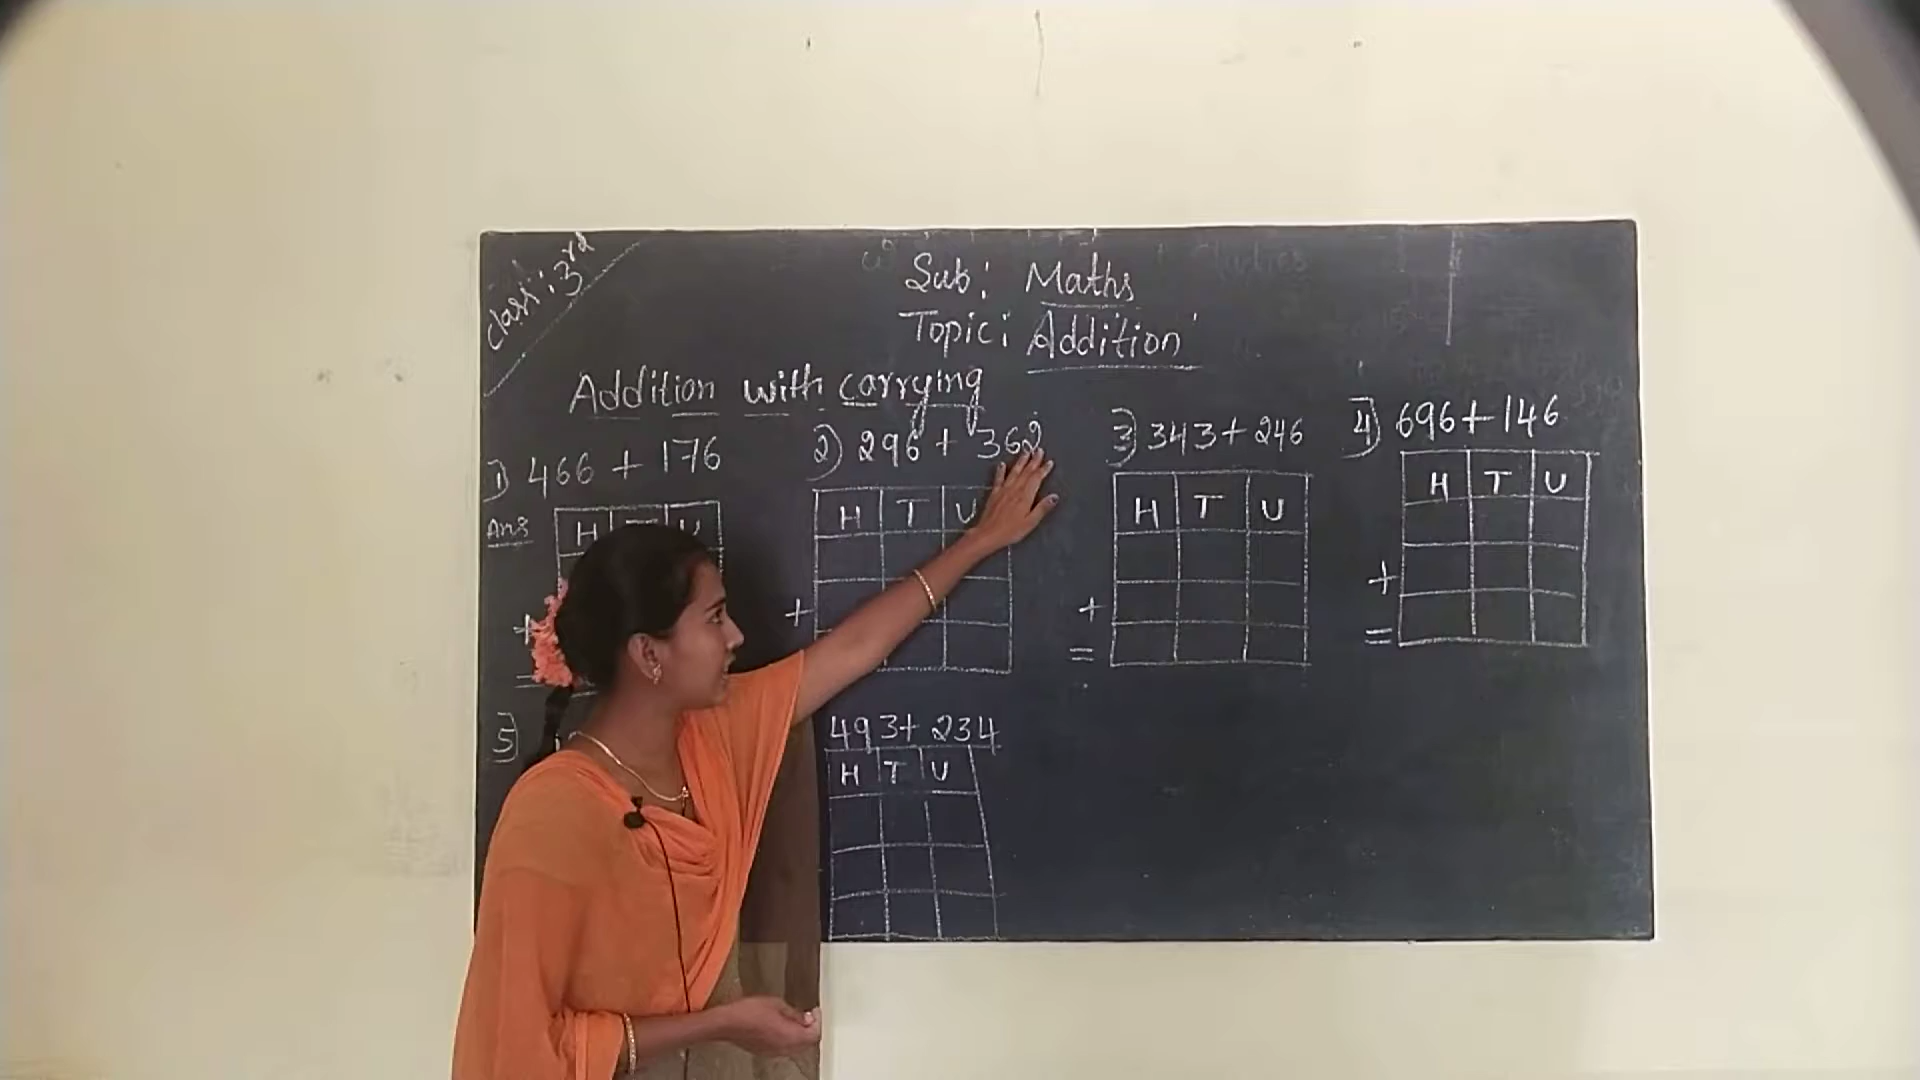 Class: 3rd
Sub: Maths
Topic: Addition
Addition with carrying
1) 466 + 176
2) 296 + 362
3) 343 + 246
4) 696 + 146
Ans
H
H T U
H T U
H T U
+
+
+
+
=
=
5)
493 + 234
H T U